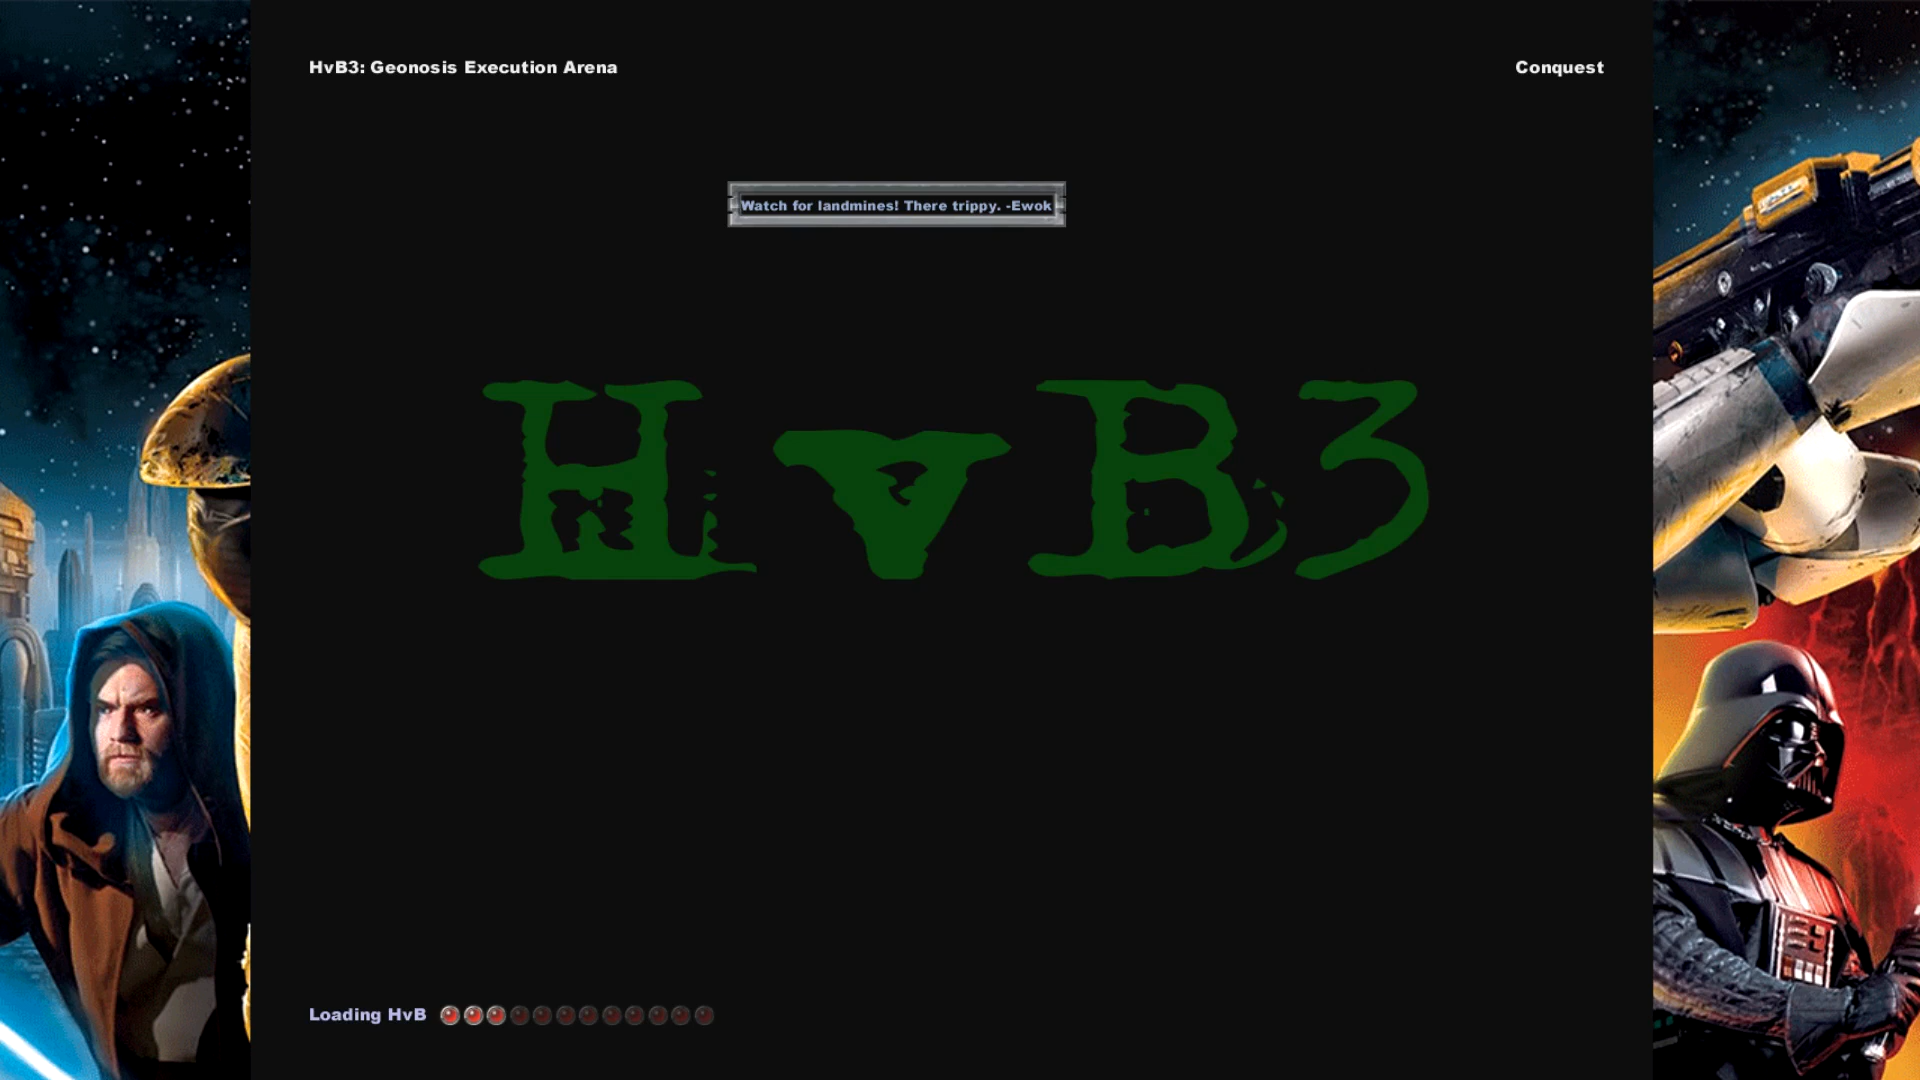 HvB3: Geonosis Execution Arena
Conquest
Watch for landmines! There trippy. -Ewok
HvB3
Loading HvB